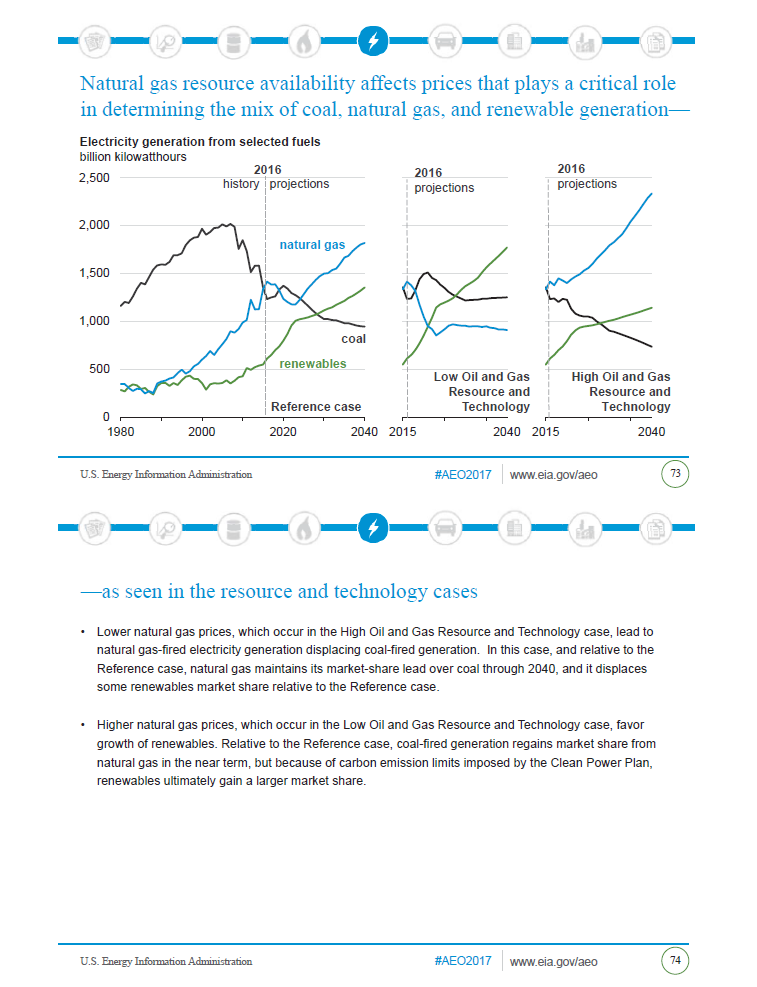 Natural gas resource availability affects prices that plays a critical role
in determining the mix of coal, natural gas, and renewable generation—
Electricity generation from selected fuels
billion kilowatthours
2016
history projections
2,500
2,000
1,500
1,000
500
0
natural gas
coal
renewables
Reference case
1980 2000 2020 2040
2016
projections
Low Oil and Gas
Resource and
Technology
2015 2040
2016
projections
High Oil and Gas
Resource and
Technology
2015 2040
U.S. Energy Information Administration #AEO2017 www.eia.gov/aeo 73
—as seen in the resource and technology cases
• Lower natural gas prices, which occur in the High Oil and Gas Resource and Technology case, lead to
natural gas-fired electricity generation displacing coal-fired generation. In this case, and relative to the
Reference case, natural gas maintains its market-share lead over coal through 2040, and it displaces
some renewables market share relative to the Reference case.
• Higher natural gas prices, which occur in the Low Oil and Gas Resource and Technology case, favor
growth of renewables. Relative to the Reference case, coal-fired generation regains market share from
natural gas in the near term, but because of carbon emission limits imposed by the Clean Power Plan,
renewables ultimately gain a larger market share.
U.S. Energy Information Administration #AEO2017 www.eia.gov/aeo 74